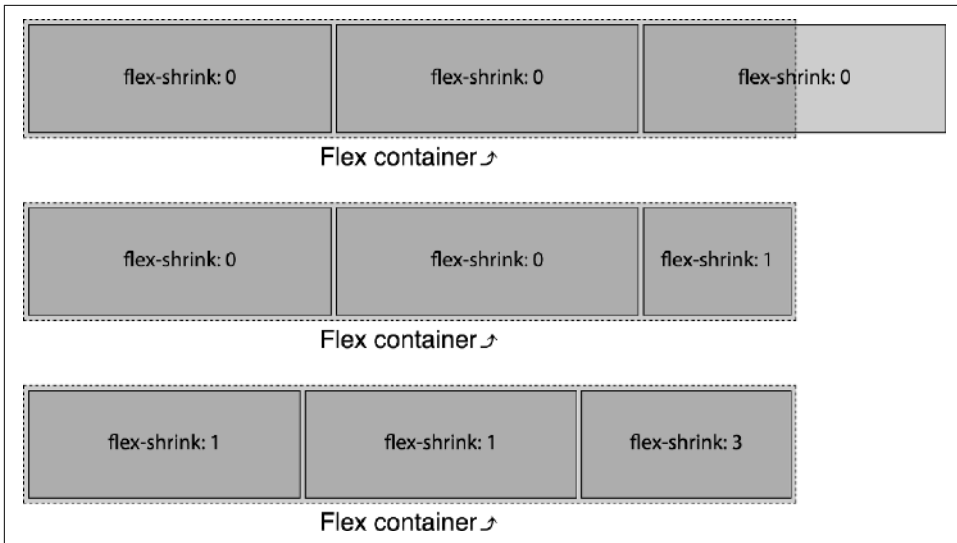 flex-shrink: 0 flex-shrink: 0 flex-shrink: 0
Flex container⤴
flex-shrink: 0 flex-shrink: 0 flex-shrink: 1
Flex container⤴
flex-shrink: 1 flex-shrink: 1 flex-shrink: 3
Flex container⤴